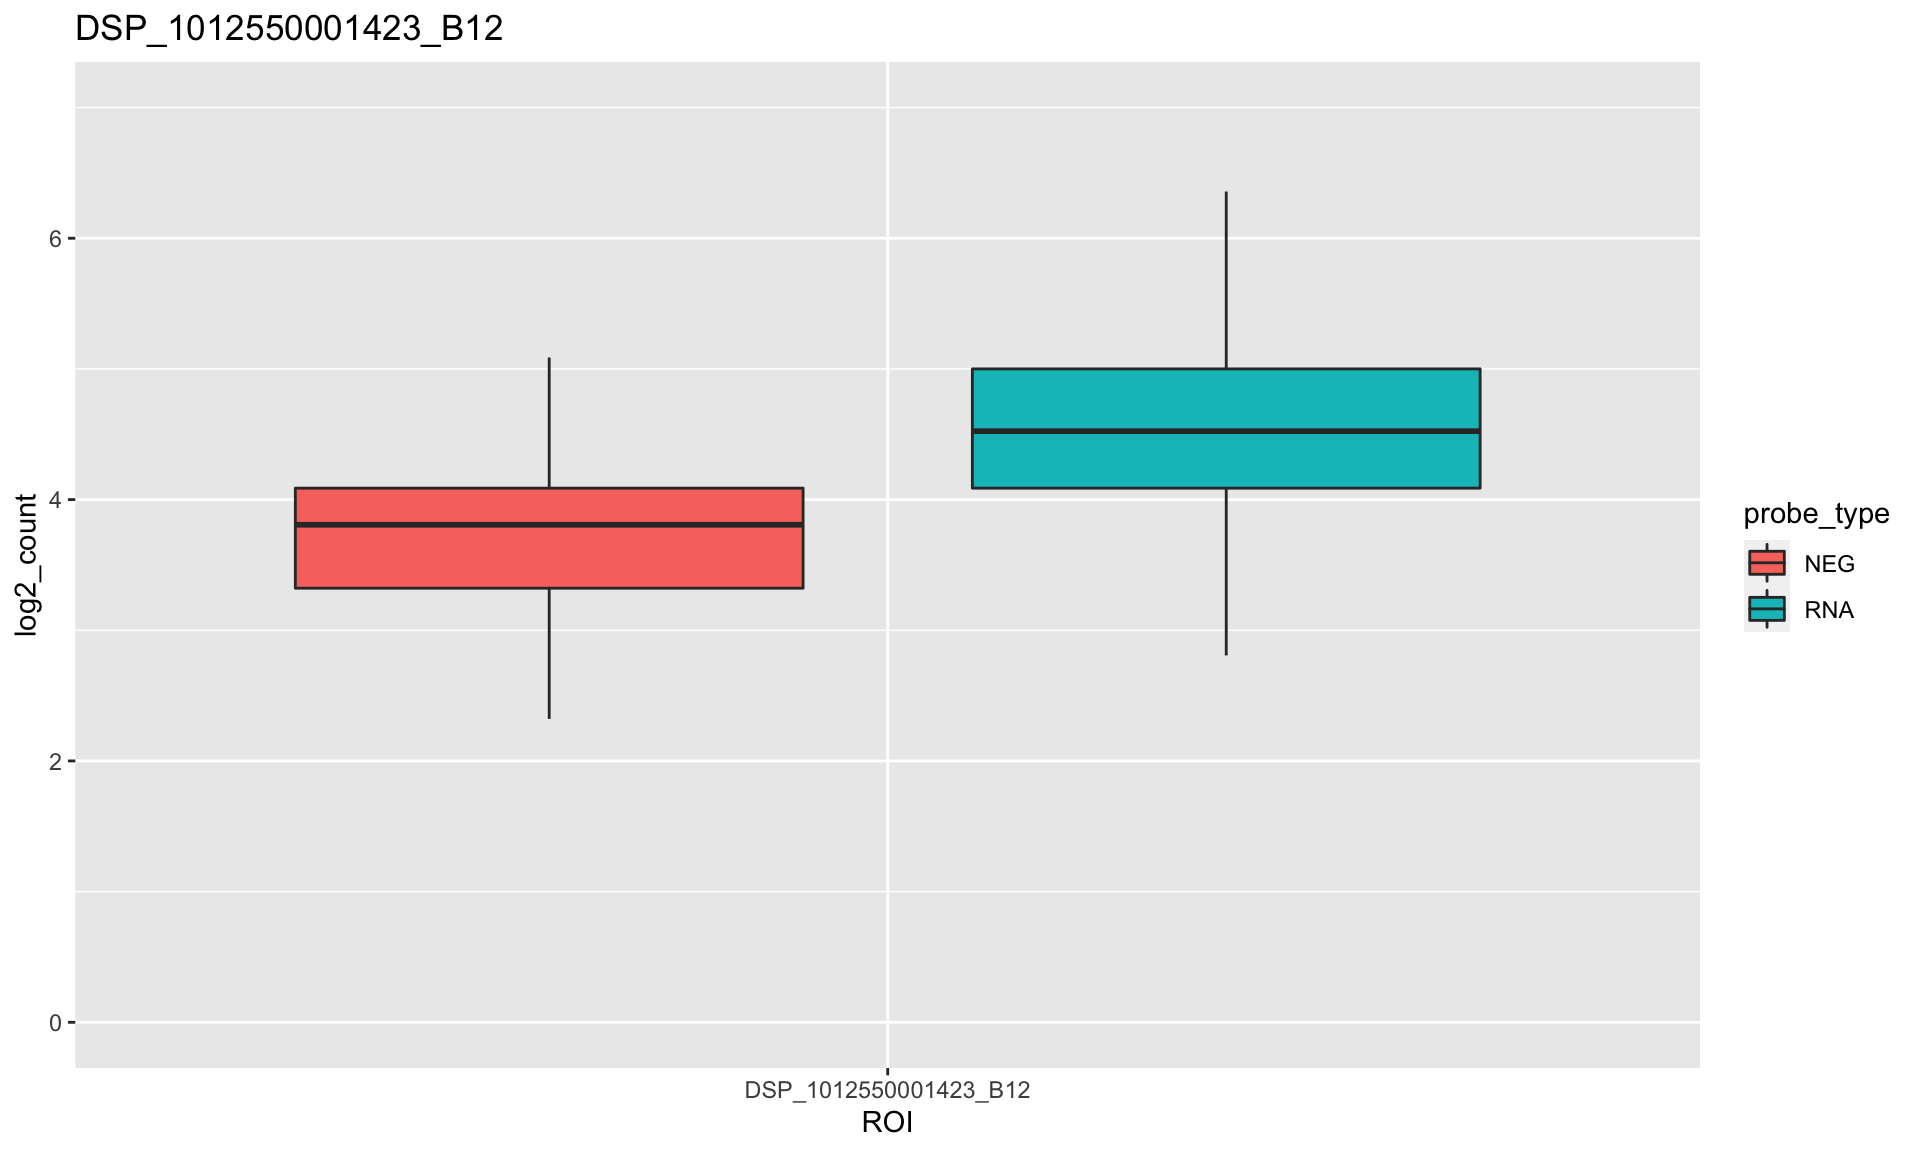 DSP_1012550001423_B12
log2_count
6
4
2
0
DSP_1012550001423_B12
ROI
probe_type
NEG
RNA